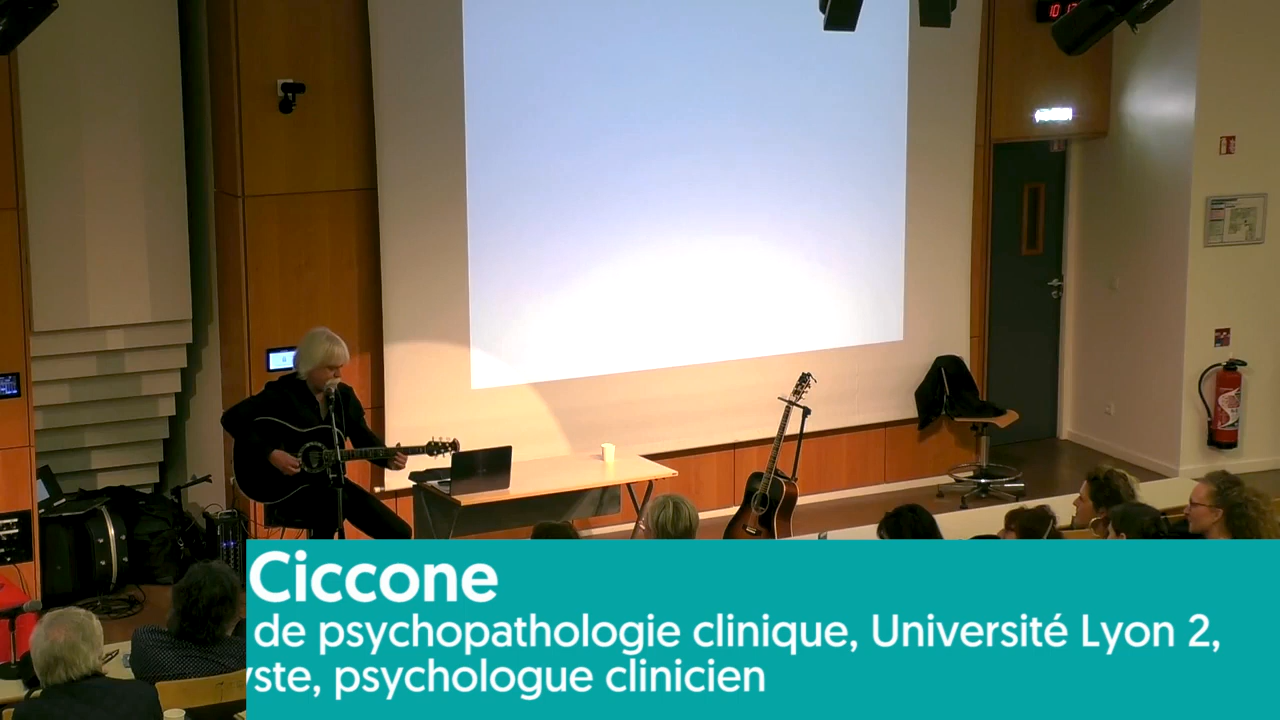 Ciccone
de psychopathologie clinique, Université Lyon 2,
yste, psychologue clinicien